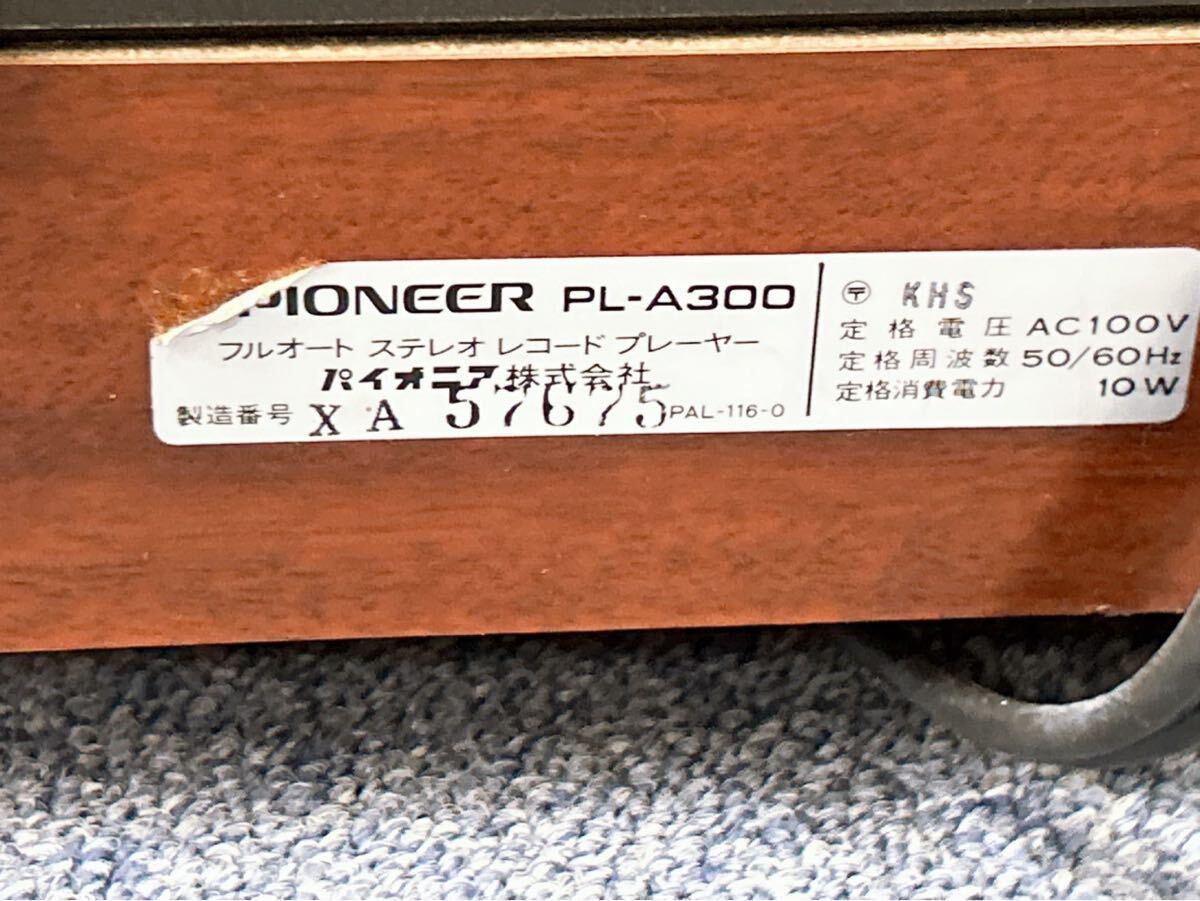 PIONEER PL-A300
フルオート ステレオ レコード プレーヤー
パイオニア株式会社
製造番号 XA 57675 PAL-116-0
〒 KHS
定格電圧 AC100V
定格周波数 50/60Hz
定格消費電力 10W